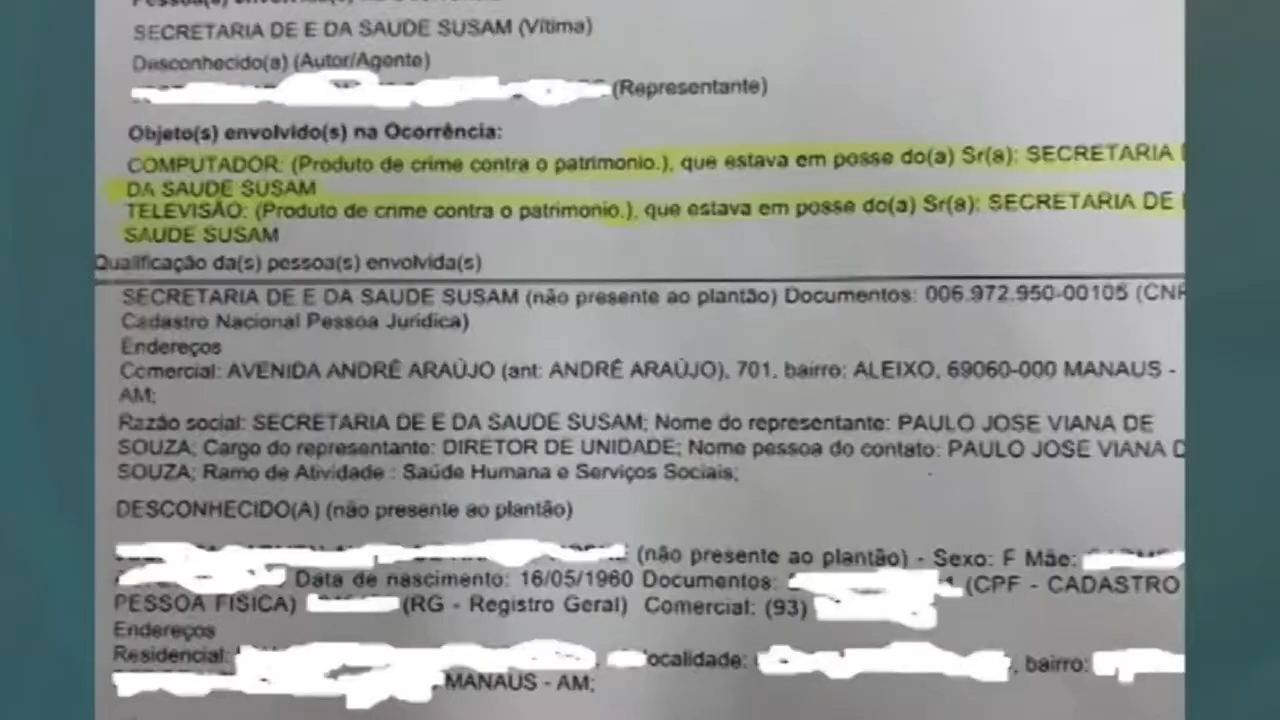 SECRETARIA DE E DA SAUDE SUSAM (Vítima)
Desconhecido(a) (Autor/Agente)
(Representante)
Objeto(s) envolvido(s) na Ocorrência:
COMPUTADOR: (Produto de crime contra o patrimonio.), que estava em posse do(a) Sr(a): SECRETARIA
DA SAUDE SUSAM
TELEVISÃO: (Produto de crime contra o patrimonio.), que estava em posse do(a) Sr(a): SECRETARIA DE
SAUDE SUSAM
Qualificação da(s) pessoa(s) envolvida(s)
SECRETARIA DE E DA SAUDE SUSAM (não presente ao plantão) Documentos: 006.972.950-00105 (CNP
Cadastro Nacional Pessoa Jurídica)
Endereços
Comercial: AVENIDA ANDRÉ ARAÚJO (ant: ANDRÉ ARAÚJO), 701, bairro: ALEIXO, 69060-000 MANAUS -
AM;
Razão social: SECRETARIA DE E DA SAUDE SUSAM; Nome do representante: PAULO JOSE VIANA DE
SOUZA; Cargo do representante: DIRETOR DE UNIDADE; Nome pessoa do contato: PAULO JOSE VIANA D
SOUZA; Ramo de Atividade : Saúde Humana e Serviços Sociais;
DESCONHECIDO(A) (não presente ao plantão)
(não presente ao plantão) - Sexo: F Mãe:
Data de nascimento: 16/05/1960 Documentos: (CPF - CADASTRO
PESSOA FISICA) (RG - Registro Geral) Comercial: (93)
Endereços
Residencial: ocalidade: , bairro:
, MANAUS - AM;